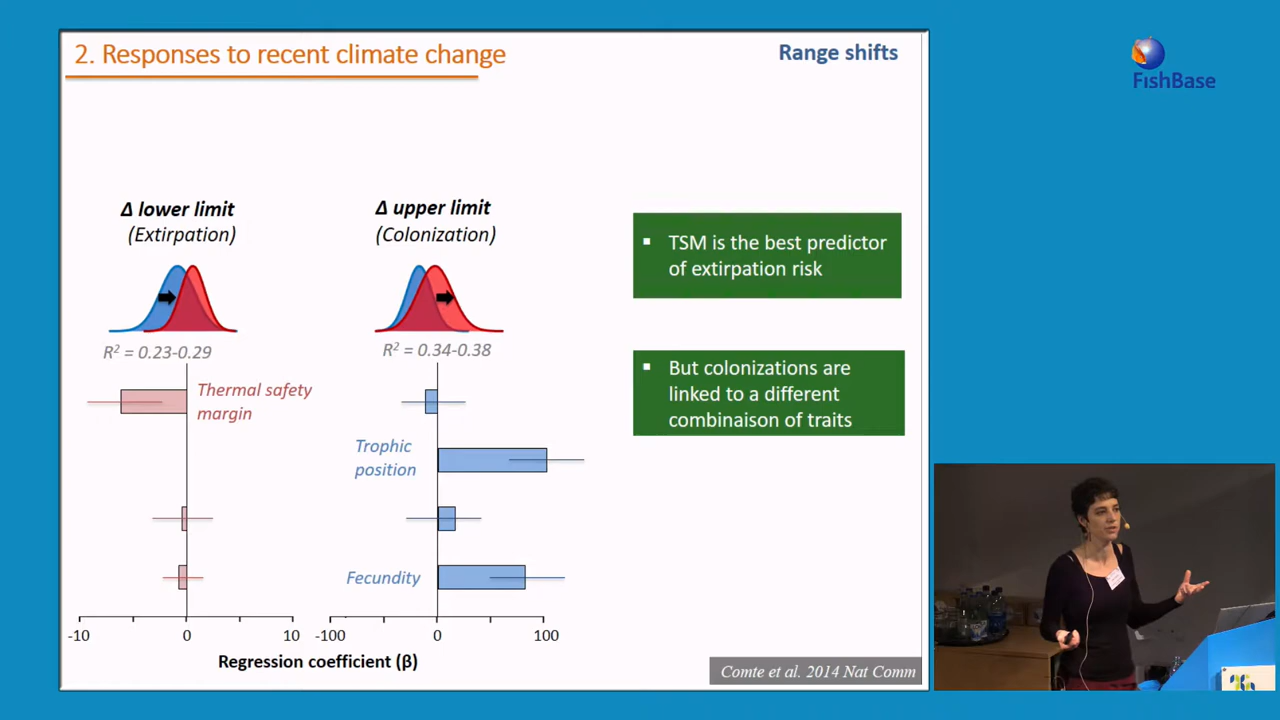 2. Responses to recent climate change
Range shifts
FishBase
Δ lower limit
(Extirpation)
Δ upper limit
(Colonization)
R² = 0.23-0.29
R² = 0.34-0.38
Thermal safety
margin
Trophic
position
Fecundity
-10
0
10
-100
0
100
Regression coefficient (β)
▪ TSM is the best predictor
of extirpation risk
▪ But colonizations are
linked to a different
combinaison of traits
Comte et al. 2014 Nat Comm